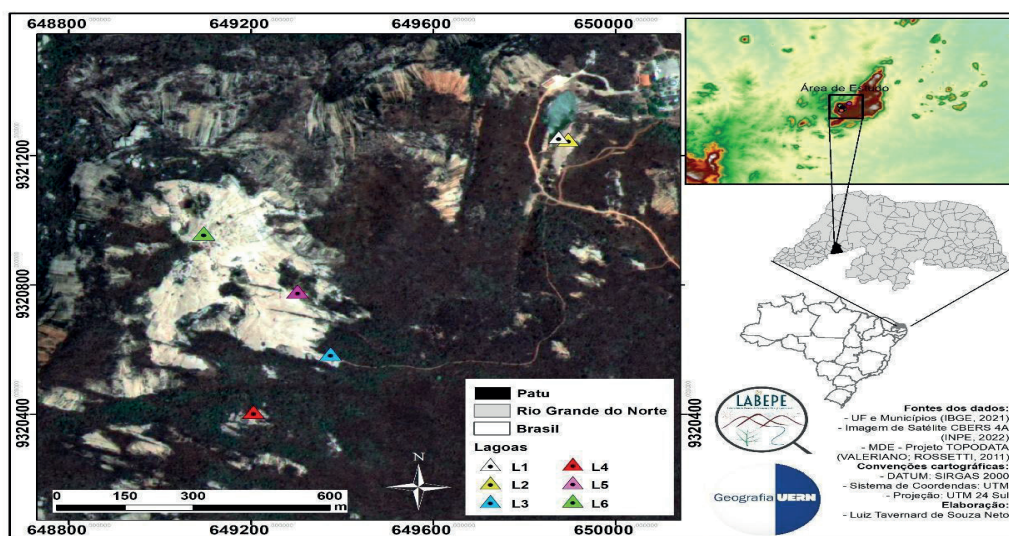 648800
649200
649600
650000
9321200
9320800
9320400
9321200
9320400
648800
649200
649600
650000
Área de Estudo
Patu
Rio Grande do Norte
Brasil
Lagoas
L1
L4
L2
L5
L3
L6
N
0
150
300
600
m
LABEPE
Geografia UERN
Fontes dos dados:
- UF e Municípios (IBGE, 2021)
- Imagem de Satélite CBERS 4A
(INPE, 2022)
- MDE - Projeto TOPODATA
(VALERIANO; ROSSETTI, 2011)
Convenções cartográficas:
- DATUM: SIRGAS 2000
- Sistema de Coordendas: UTM
- Projeção: UTM 24 Sul
Elaboração:
- Luiz Tavernard de Souza Neto